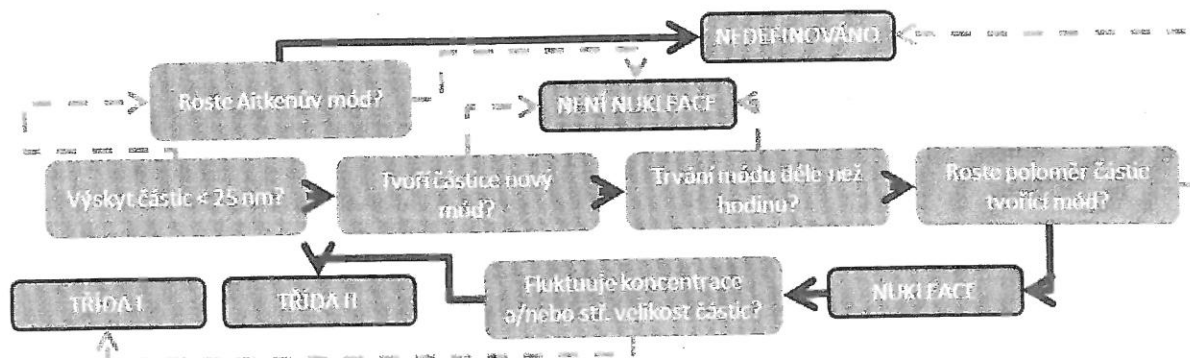 NEDEFINOVÁNO
Roste Aitkenův mód?
NENÍ NUKLEACE
Výskyt částic < 25 nm?
Tvoří částice nový
mód?
Trvání módu déle než
hodinu?
Roste poloměr částic
tvořící mód?
TŘÍDA I
TŘÍDA II
Fluktuuje koncentrace
a/nebo stř. velikost částic?
NUKLEACE